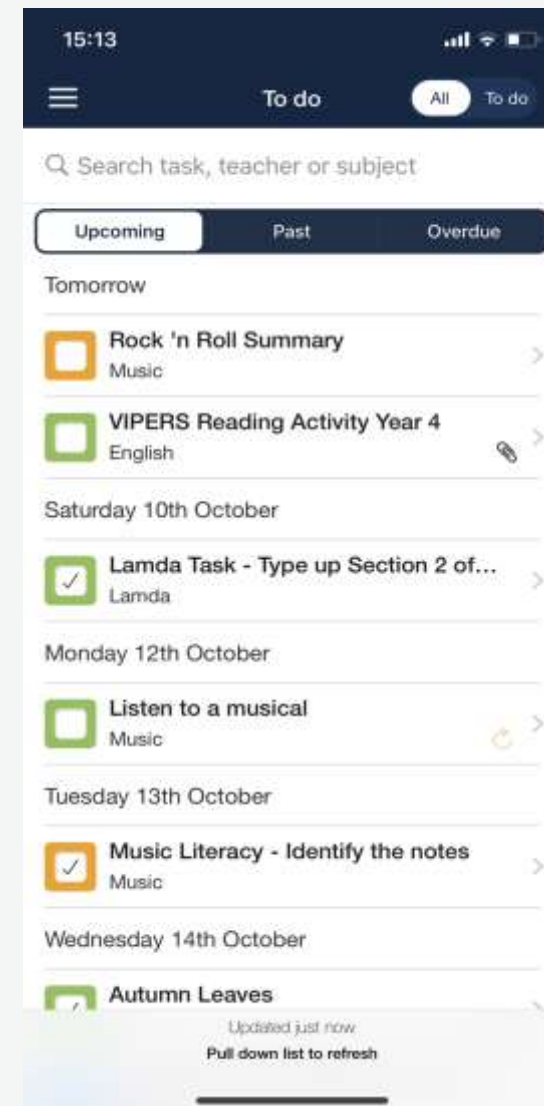 15:13
To do
All To do
Search task, teacher or subject
Upcoming Past Overdue
Tomorrow
Rock 'n Roll Summary
Music
VIPERS Reading Activity Year 4
English
Saturday 10th October
Lamda Task - Type up Section 2 of...
Lamda
Monday 12th October
Listen to a musical
Music
Tuesday 13th October
Music Literacy - Identify the notes
Music
Wednesday 14th October
Autumn Leaves
Updated just now
Pull down list to refresh